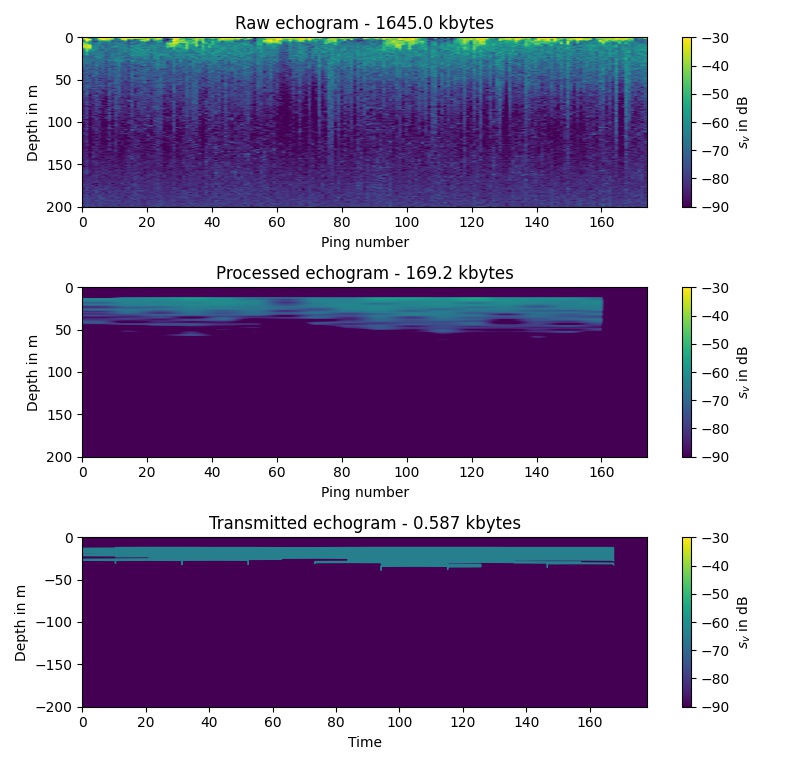 Raw echogram - 1645.0 kbytes
0
50
100
150
200
Depth in m
0 20 40 60 80 100 120 140 160
Ping number
−30
−40
−50
−60
−70
−80
−90
sv in dB
Processed echogram - 169.2 kbytes
0
50
100
150
200
Depth in m
0 20 40 60 80 100 120 140 160
Ping number
−30
−40
−50
−60
−70
−80
−90
sv in dB
Transmitted echogram - 0.587 kbytes
0
−50
−100
−150
−200
Depth in m
0 20 40 60 80 100 120 140 160
Time
−30
−40
−50
−60
−70
−80
−90
sv in dB